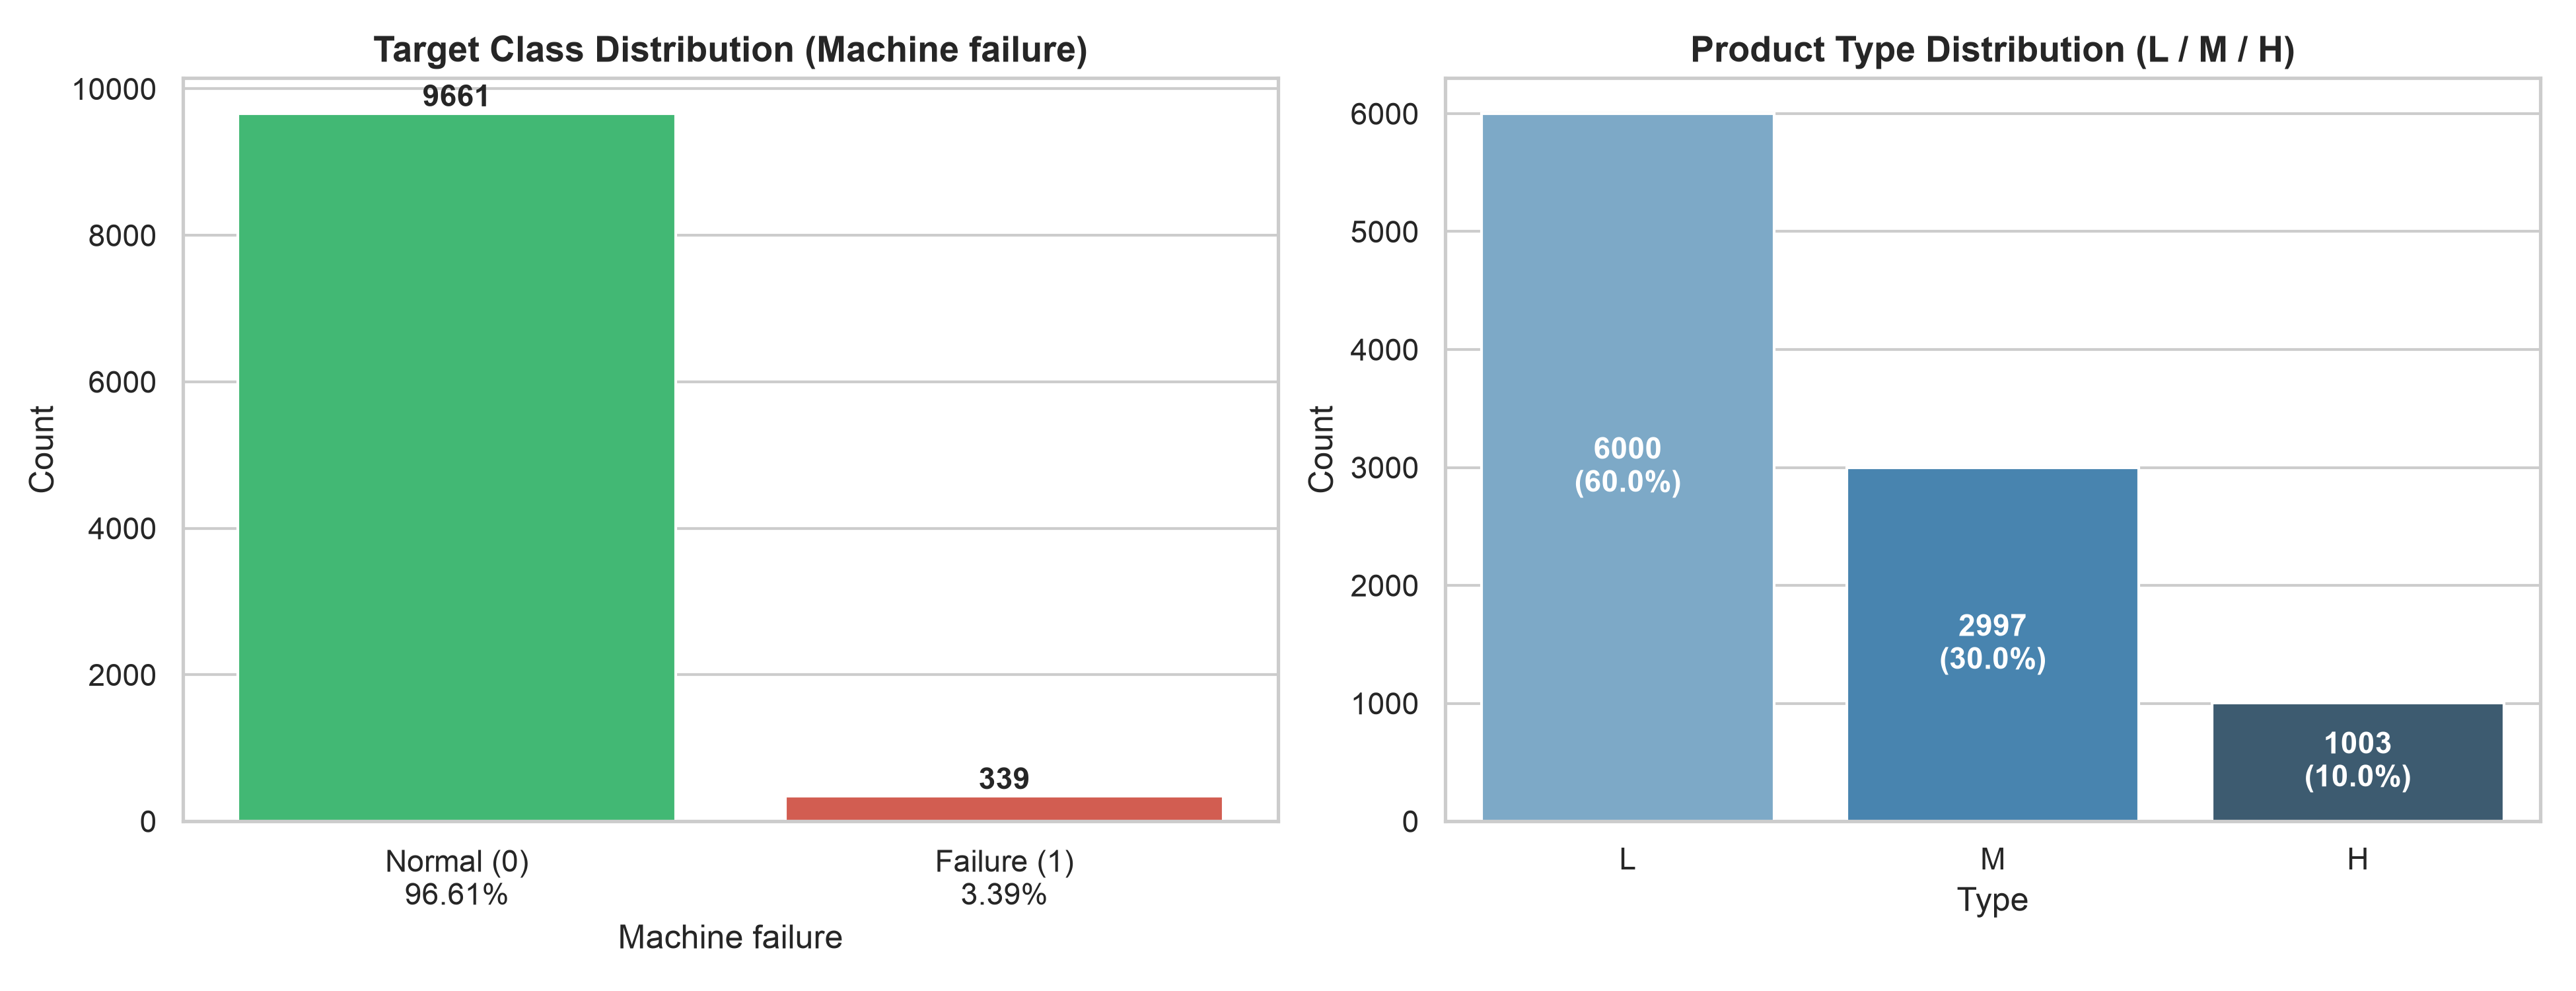 Target Class Distribution (Machine failure)
10000
8000
6000
4000
2000
0
Count
9661
339
Normal (0)
96.61%
Failure (1)
3.39%
Machine failure
Product Type Distribution (L / M / H)
6000
5000
4000
3000
2000
1000
0
Count
6000
(60.0%)
2997
(30.0%)
1003
(10.0%)
L
M
H
Type